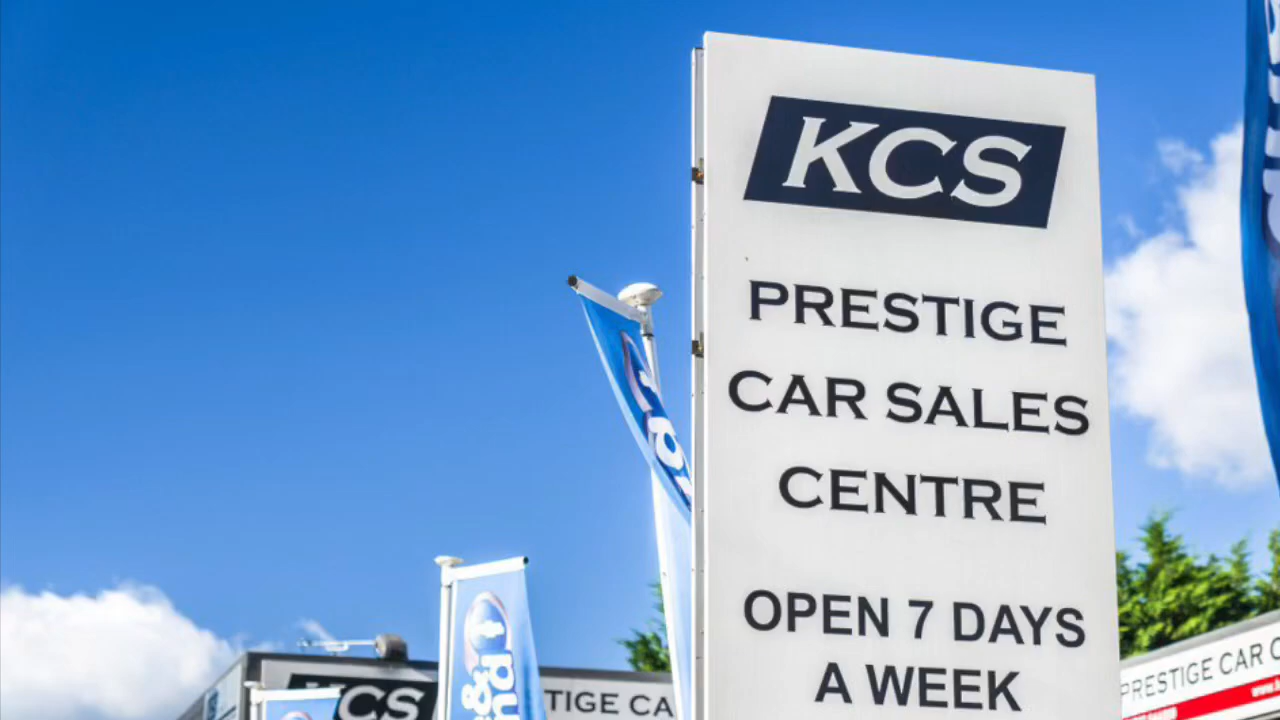 KCS
PRESTIGE
CAR SALES
CENTRE
OPEN 7 DAYS
A WEEK
KCS
TIGE CA
PRESTIGE CAR C